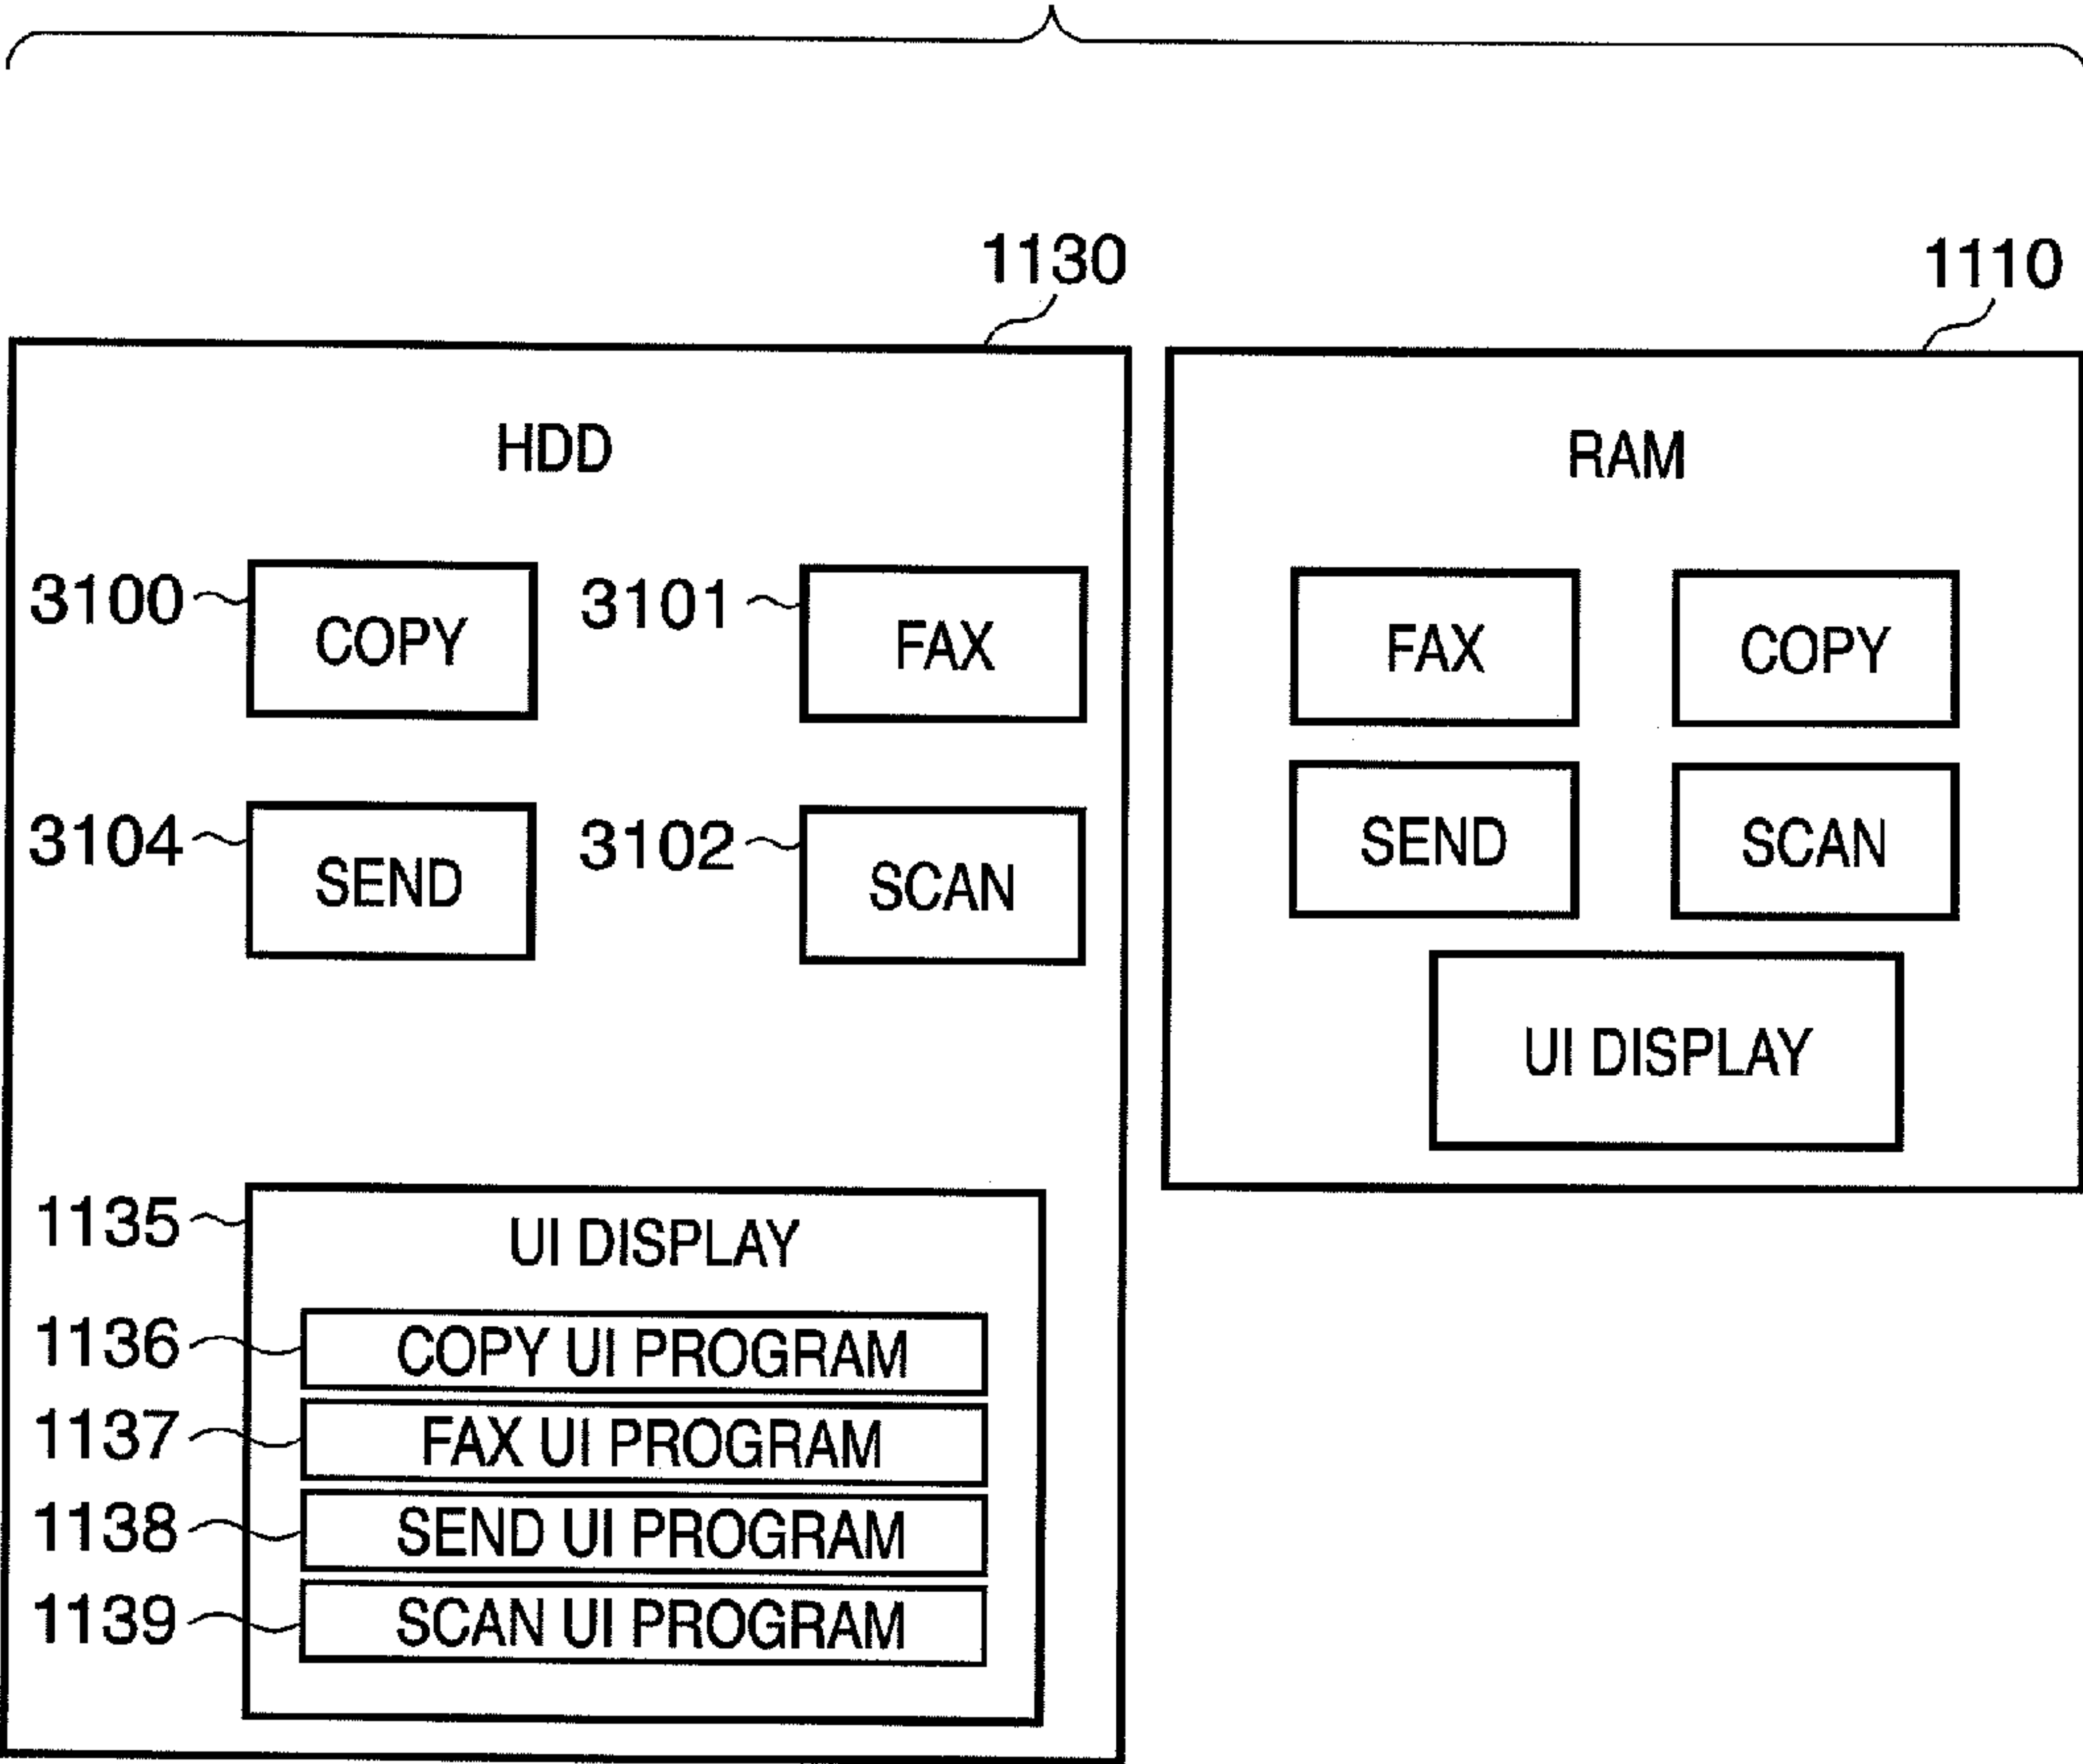 1130
HDD
3100
COPY
3101
FAX
3104
SEND
3102
SCAN
1135
UI DISPLAY
1136
COPY UI PROGRAM
1137
FAX UI PROGRAM
1138
SEND UI PROGRAM
1139
SCAN UI PROGRAM
1110
RAM
FAX
COPY
SEND
SCAN
UI DISPLAY